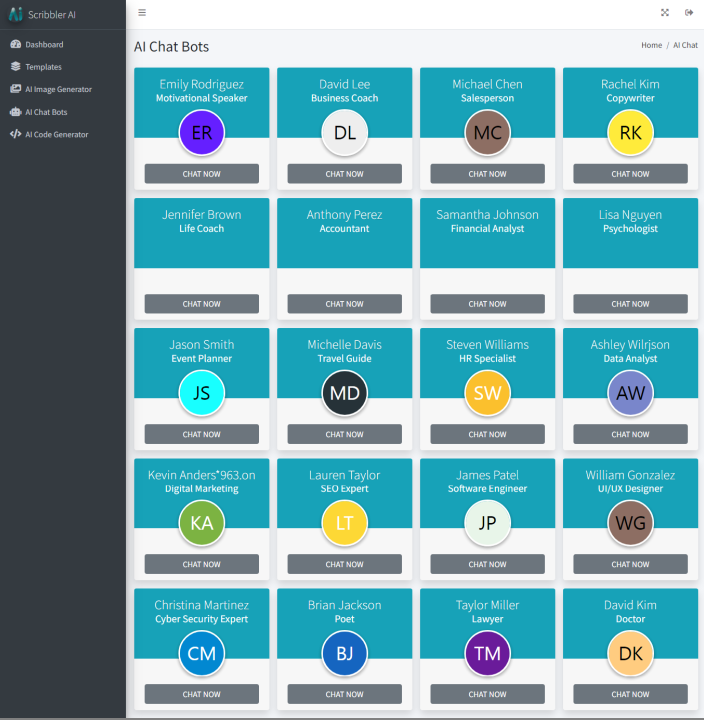 Scribbler AI
Dashboard
Templates
AI Image Generator
AI Chat Bots
AI Code Generator
AI Chat Bots
Home / AI Chat
Emily Rodriguez
Motivational Speaker
ER
CHAT NOW
David Lee
Business Coach
DL
CHAT NOW
Michael Chen
Salesperson
MC
CHAT NOW
Rachel Kim
Copywriter
RK
CHAT NOW
Jennifer Brown
Life Coach
CHAT NOW
Anthony Perez
Accountant
CHAT NOW
Samantha Johnson
Financial Analyst
CHAT NOW
Lisa Nguyen
Psychologist
CHAT NOW
Jason Smith
Event Planner
JS
CHAT NOW
Michelle Davis
Travel Guide
MD
CHAT NOW
Steven Williams
HR Specialist
SW
CHAT NOW
Ashley Wilrjson
Data Analyst
AW
CHAT NOW
Kevin Anders*963.on
Digital Marketing
KA
CHAT NOW
Lauren Taylor
SEO Expert
LT
CHAT NOW
James Patel
Software Engineer
JP
CHAT NOW
William Gonzalez
UI/UX Designer
WG
CHAT NOW
Christina Martinez
Cyber Security Expert
CM
CHAT NOW
Brian Jackson
Poet
BJ
CHAT NOW
Taylor Miller
Lawyer
TM
CHAT NOW
David Kim
Doctor
DK
CHAT NOW